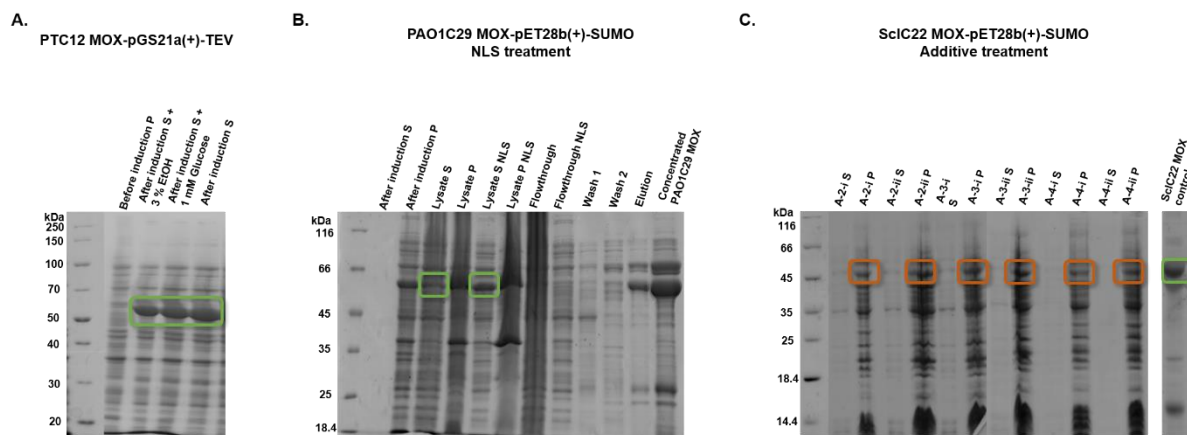 A.
PTC12 MOX-pGS21a(+)-TEV
Before induction P
After induction S +
3 % EtOH
After induction S +
1 mM Glucose
After induction S
kDa
250
150
100
70
50
40
30
20
B.
PAO1C29 MOX-pET28b(+)-SUMO
NLS treatment
After induction S
After induction P
Lysate S
Lysate P
Lysate S NLS
Lysate P NLS
Flowthrough
Flowthrough NLS
Wash 1
Wash 2
Elution
Concentrated
PAO1C29 MOX
kDa
116
66
45
35
25
18.4
C.
ScIC22 MOX-pET28b(+)-SUMO
Additive treatment
A-2-i S
A-2-i P
A-2-ii S
A-2-ii P
A-3-i
S
A-3-i P
A-3-ii S
A-3-ii P
A-4-i S
A-4-i P
A-4-ii S
A-4-ii P
ScIC22 MOX
control
kDa
116
66
45
35
25
18.4
14.4